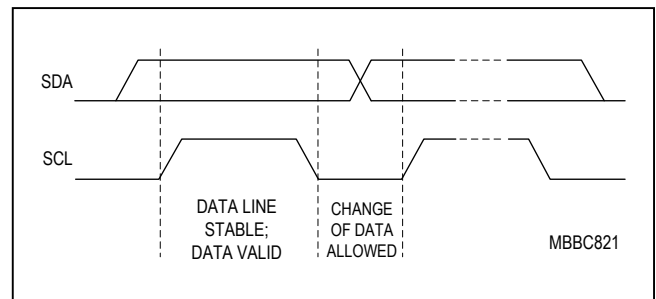 SDA
SCL
DATA LINE
STABLE;
DATA VALID
CHANGE
OF DATA
ALLOWED
MBBC821